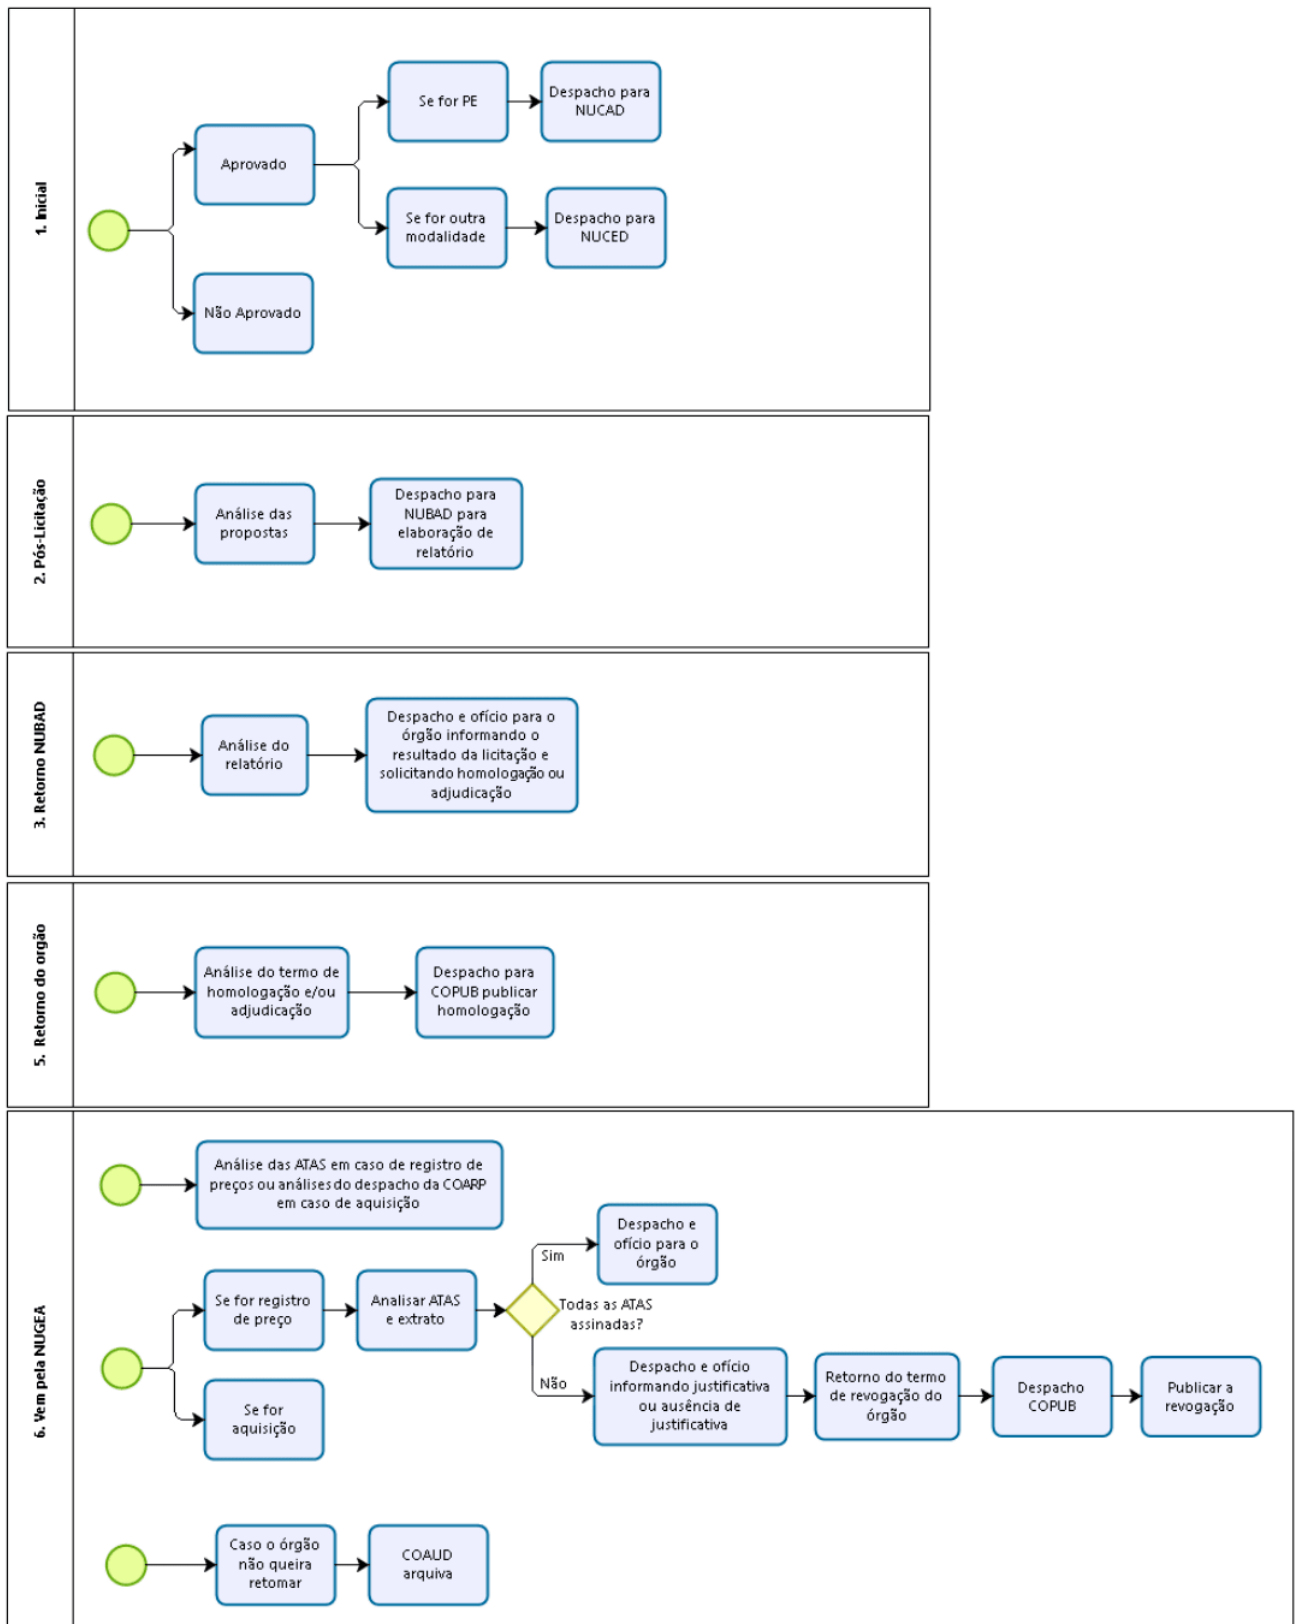 1. Inicial
Aprovado
Não Aprovado
Se for PE
Despacho para
NUCAD
Se for outra
modalidade
Despacho para
NUCED
2. Pós-Licitação
Análise das
propostas
Despacho para
NUBAD para
elaboração de
relatório
3. Retorno NUBAD
Análise do
relatório
Despacho e ofício para o
órgão informando o
resultado da licitação e
solicitando homologação ou
adjudicação
5. Retorno do orgão
Análise do termo de
homologação e/ou
adjudicação
Despacho para
COPUB publicar
homologação
6. Vem pela NUGEA
Análise das ATAS em caso de registro de
preços ou análises do despacho da COARP
em caso de aquisição
Se for registro
de preço
Analisar ATAS
e extrato
Todas as ATAS
assinadas?
Sim
Despacho e
ofício para o
órgão
Não
Despacho e ofício
informando justificativa
ou ausência de
justificativa
Retorno do termo
de revogação do
órgão
Despacho
COPUB
Publicar a
revogação
Se for
aquisição
Caso o órgão
não queira
retomar
COAUD
arquiva